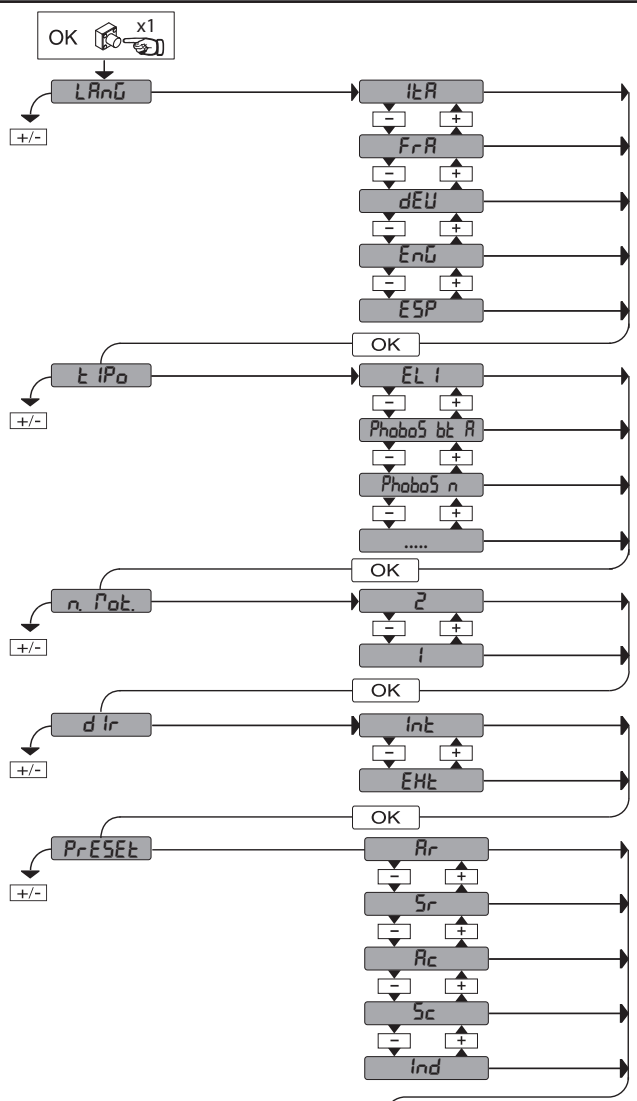 OK x1
LAnG
ItA
+/-
- +
FrA
- +
dEU
- +
EnG
- +
ESP
OK
tIPo
EL I
+/-
- +
PhoboS bt A
- +
PhoboS n
- +
.....
OK
n. Mot.
2
+/-
- +
1
OK
dIr
Int
+/-
- +
EHt
OK
PrESEt
Ar
+/-
- +
Sr
- +
Ac
- +
Sc
- +
Ind